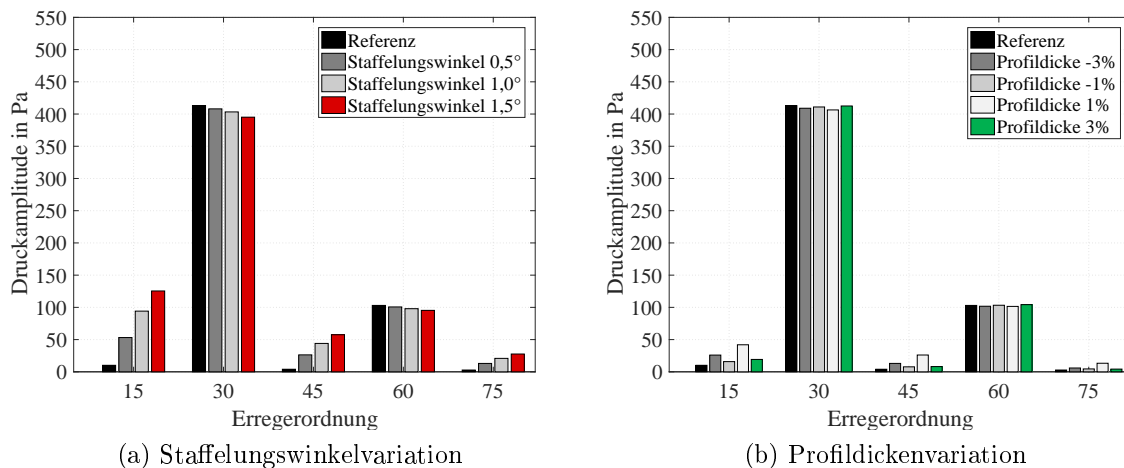 550
500
450
400
350
300
250
200
150
100
50
0
Druckamplitude in Pa
15 30 45 60 75
Erregerordnung
Referenz
Staffelungswinkel 0,5°
Staffelungswinkel 1,0°
Staffelungswinkel 1,5°
(a) Staffelungswinkelvariation
550
500
450
400
350
300
250
200
150
100
50
0
Druckamplitude in Pa
15 30 45 60 75
Erregerordnung
Referenz
Profildicke -3%
Profildicke -1%
Profildicke 1%
Profildicke 3%
(b) Profildickenvariation